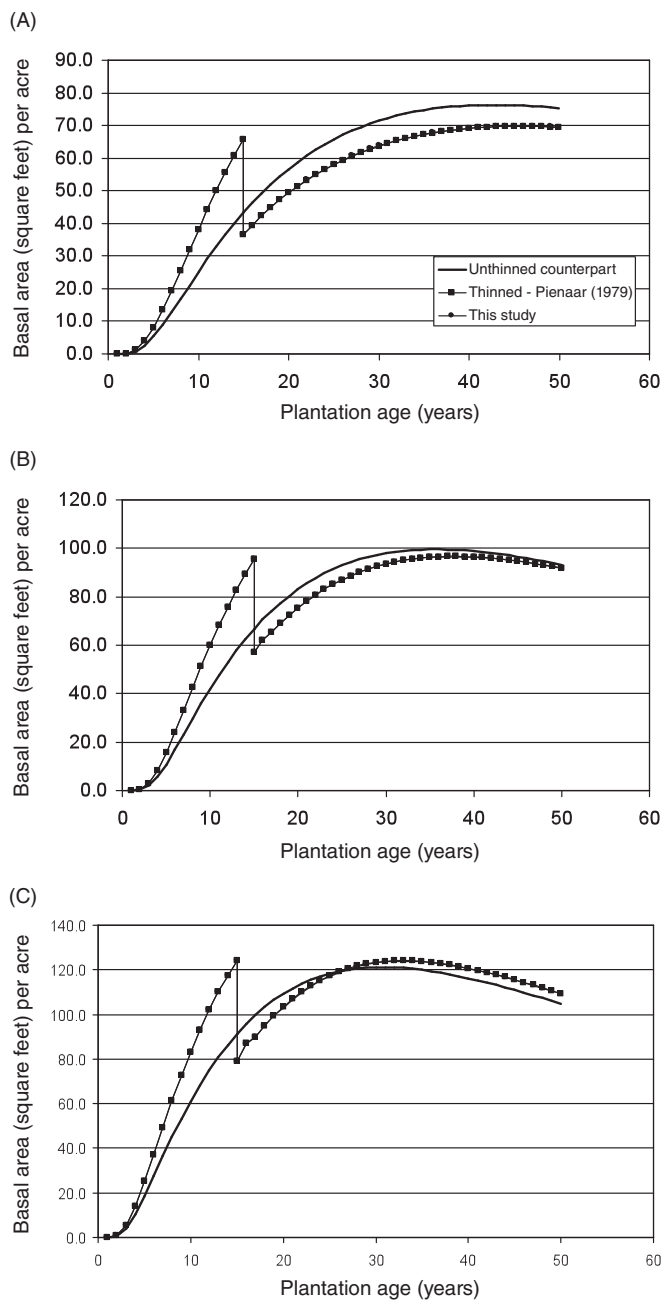 (A)
Basal area (square feet) per acre
90.0
80.0
70.0
60.0
50.0
40.0
30.0
20.0
10.0
0.0
Unthinned counterpart
Thinned - Pienaar (1979)
This study
0 10 20 30 40 50 60
Plantation age (years)
(B)
Basal area (square feet) per acre
120.0
100.0
80.0
60.0
40.0
20.0
0.0
0 10 20 30 40 50 60
Plantation age (years)
(C)
Basal area (square feet) per acre
140.0
120.0
100.0
80.0
60.0
40.0
20.0
0.0
0 10 20 30 40 50 60
Plantation age (years)